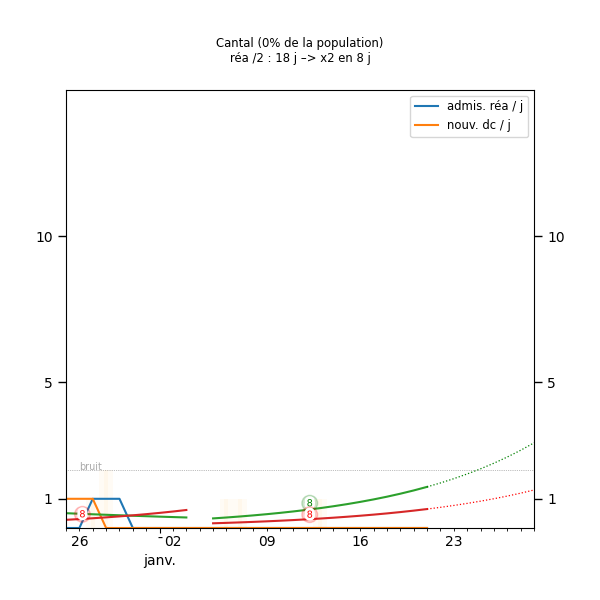 Cantal (0% de la population)
réa /2 : 18 j –> x2 en 8 j
admis. réa / j
nouv. dc / j
10 10
5 5
bruit
1 1
8 8
8
26 02 09 16 23
janv.